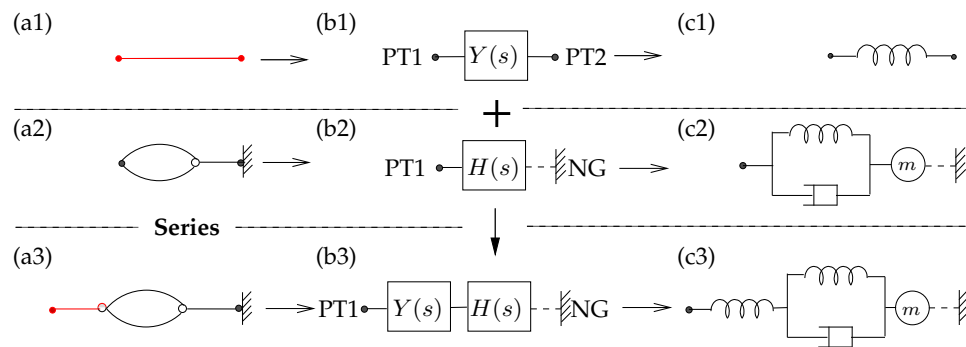 (a1) (b1) (c1)
PT1 Y(s) PT2
+
(a2) (b2) (c2)
PT1 H(s) NG m
Series
(a3) (b3) (c3)
PT1 Y(s) H(s) NG m